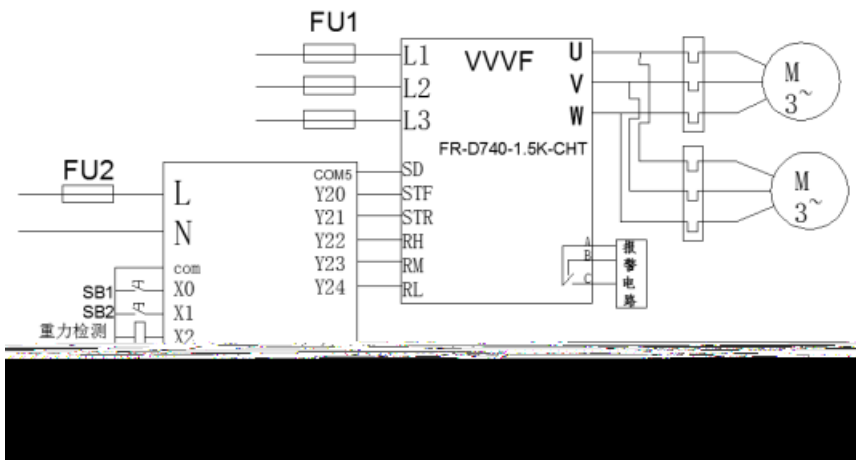 FU1
L1 VVVF U
L2 V
L3 W
FR-D740-1.5K-CHT
M
3~
FU2
L
N
COM5 SD
Y20 STF
Y21 STR
Y22 RH
Y23 RM
Y24 RL
M
3~
A
B
C
报警电路
com
SB1 X0
SB2 X1
重力检测 X2